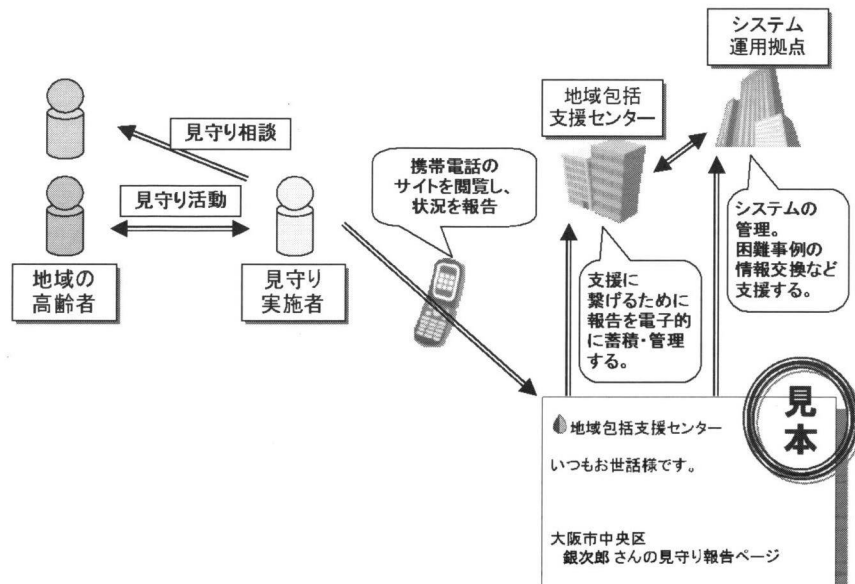 システム
運用拠点
地域包括
支援センター
見守り相談
携帯電話の
サイトを閲覧し、
状況を報告
見守り活動
システムの
管理。
困難事例の
情報交換など
支援する。
地域の
高齢者
見守り
実施者
支援に
繋げるために
報告を電子的
に蓄積・管理
する。
見
本
地域包括支援センター
いつもお世話様です。
大阪市中央区
銀次郎 さんの見守り報告ページ